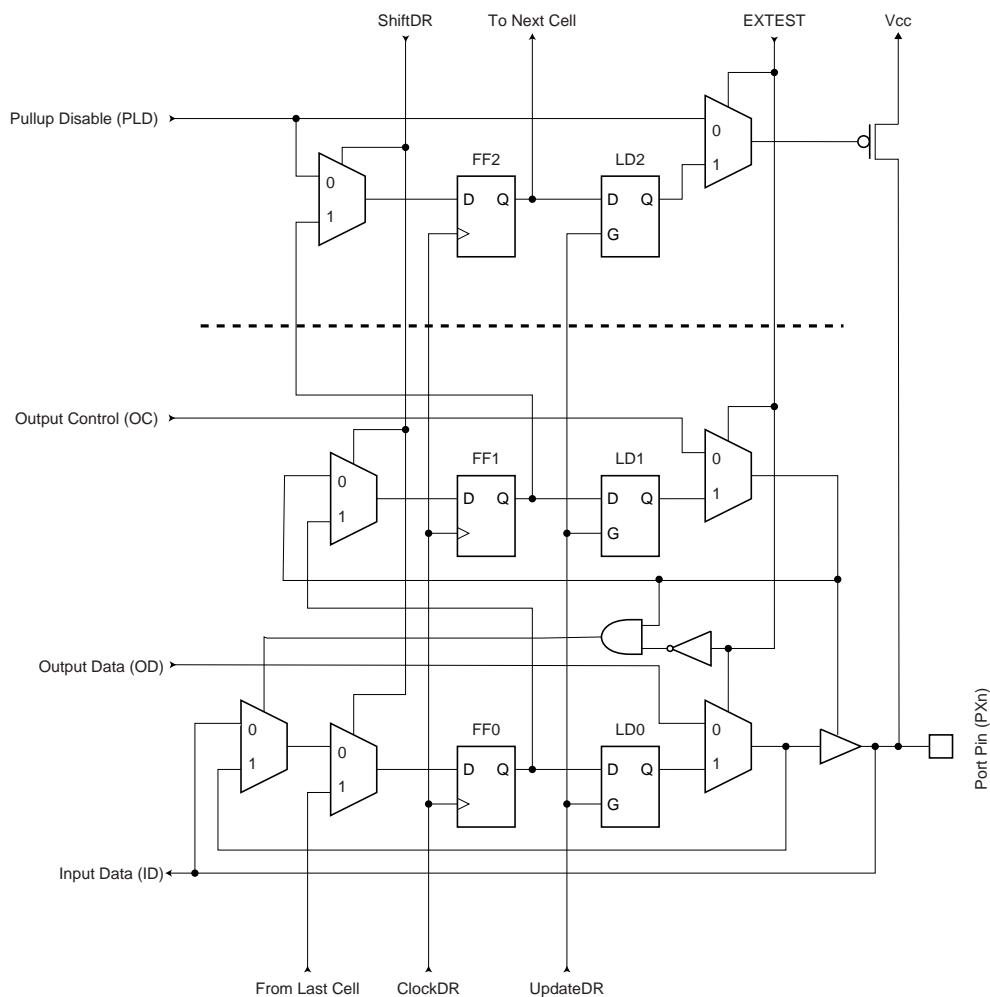 ShiftDR
To Next Cell
EXTEST
Vcc
Pullup Disable (PLD)
0
1
FF2
D Q
LD2
D Q
G
0
1
Output Control (OC)
0
1
FF1
D Q
LD1
D Q
G
0
1
Output Data (OD)
0
1
0
1
FF0
D Q
LD0
D Q
G
0
1
Port Pin (PXn)
Input Data (ID)
From Last Cell
ClockDR
UpdateDR